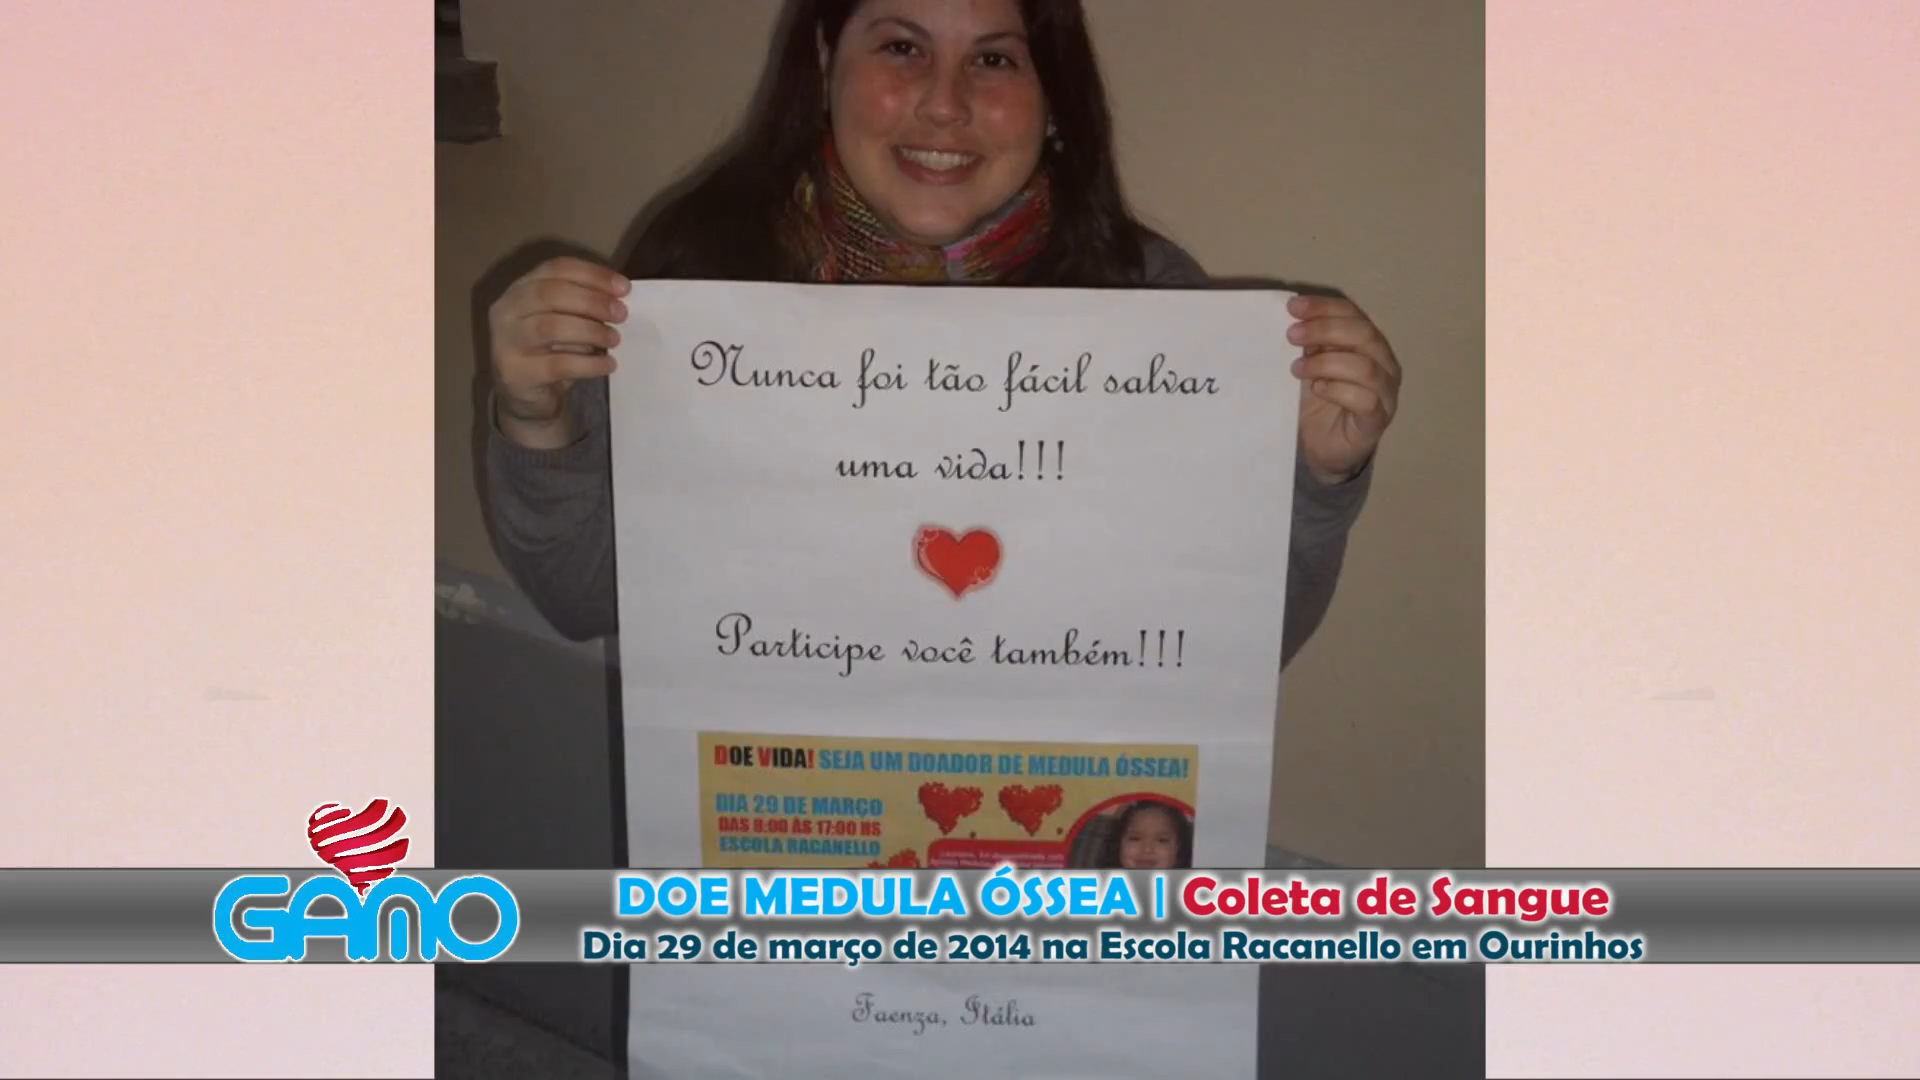 Nunca foi tão fácil salvar
uma vida!!!
Participe você também!!!
DOE VIDA! SEJA UM DOADOR DE MEDULA ÓSSEA!
DIA 29 DE MARÇO
DAS 8:00 ÀS 17:00 HS
ESCOLA RACANELLO
GAMO
DOE MEDULA ÓSSEA | Coleta de Sangue
Dia 29 de março de 2014 na Escola Racanello em Ourinhos
Faenza, Itália